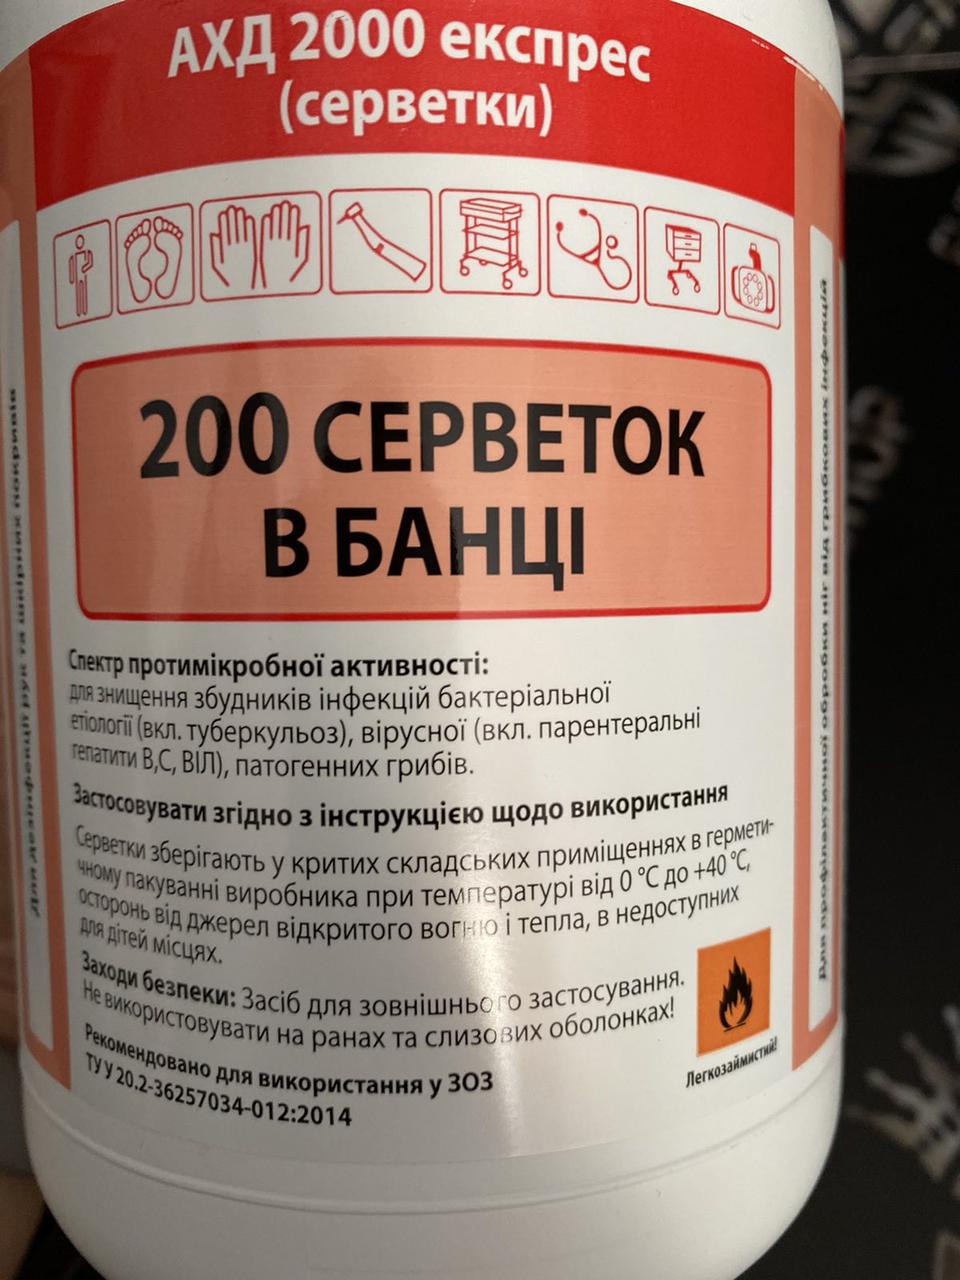 АХД 2000 експрес
(серветки)
200 СЕРВЕТОК
В БАНЦІ
Спектр протимікробної активності:
для знищення збудників інфекцій бактеріальної
етіології (вкл. туберкульоз), вірусної (вкл. парентеральні
гепатити В,С, ВІЛ), патогенних грибів.
Застосовувати згідно з інструкцією щодо використання
Серветки зберігають у критих складських приміщеннях в гермети-
чному пакуванні виробника при температурі від 0 °С до +40 °С,
осторонь від джерел відкритого вогню і тепла, в недоступних
для дітей місцях.
Заходи безпеки: Засіб для зовнішнього застосування.
Не використовувати на ранах та слизових оболонках!
Легкозаймистий!
Рекомендовано для використання у ЗОЗ
ТУ У 20.2-36257034-012:2014
Для дезінфекції рук та шкірних покривів
Для профілактичної обробки ніг від грибкових інфекцій